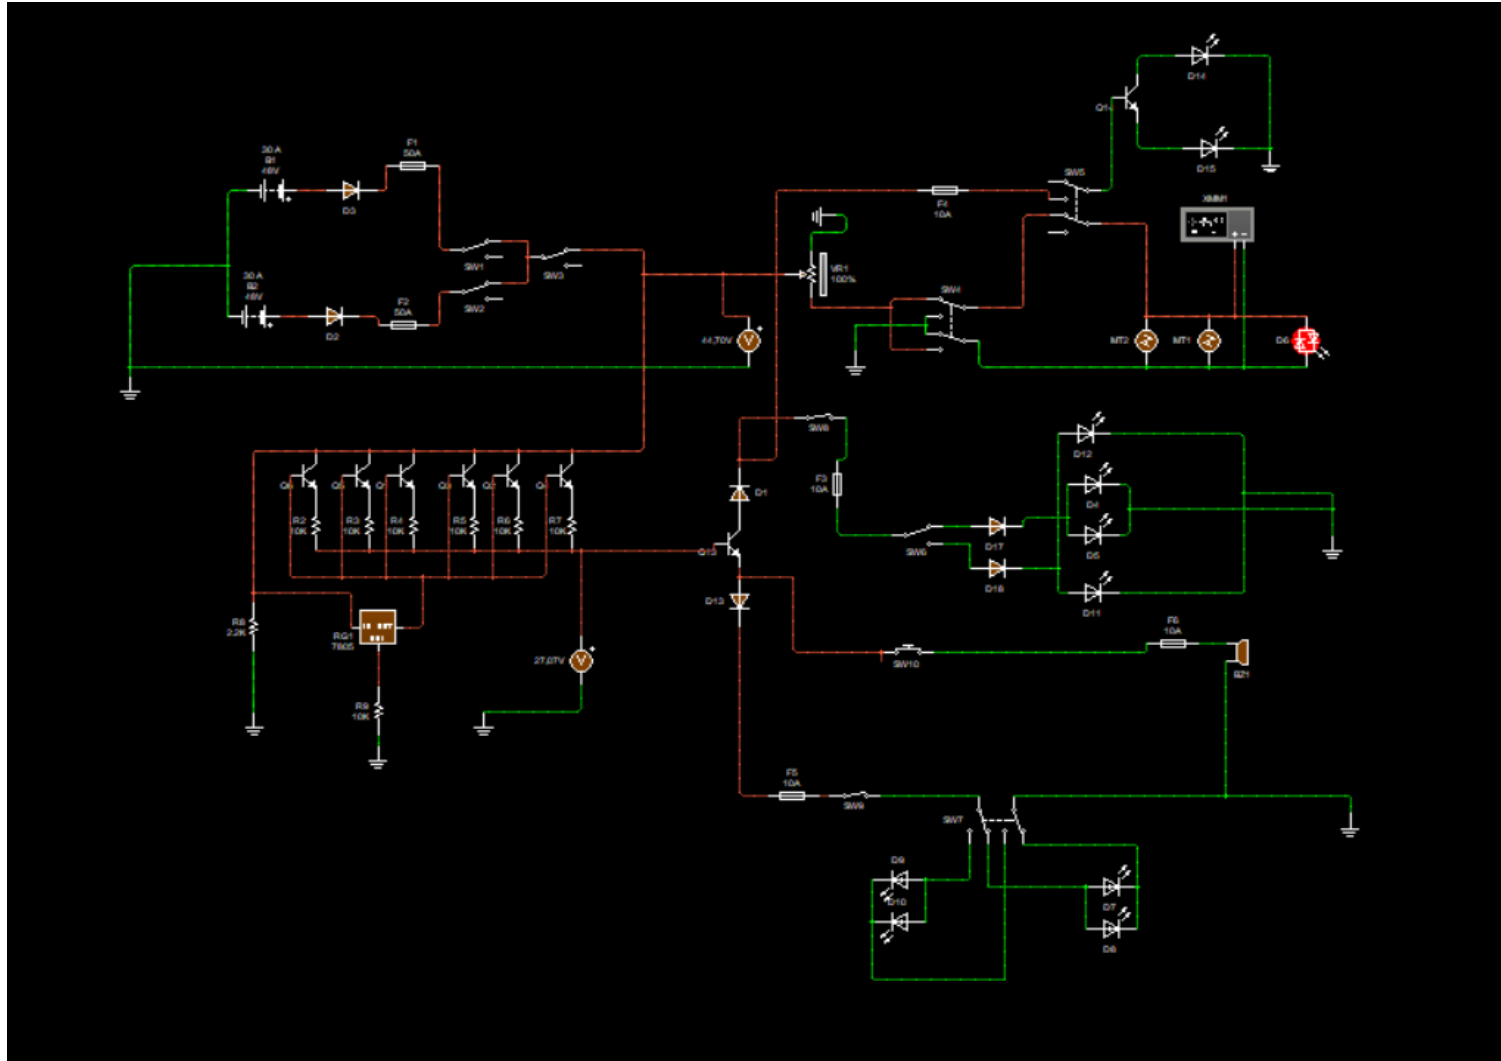 30 A
B1
48V
D3
F1
50A
30 A
B2
48V
D2
F2
50A
SW1
SW2
SW3
44,70V
VR1
100%
F4
10A
SW5
SW4
Q1
D14
D15
XMM1
MT2
MT1
D6
R2
10K
R3
10K
R4
10K
R5
10K
R6
10K
R7
10K
R8
2.2K
RG1
7805
R9
10K
27,07V
D1
D13
SW8
F3
10A
SW6
D17
D18
D12
D4
D5
D11
SW10
F6
10A
BZ1
F5
10A
SW9
SW7
D9
D10
D7
D8